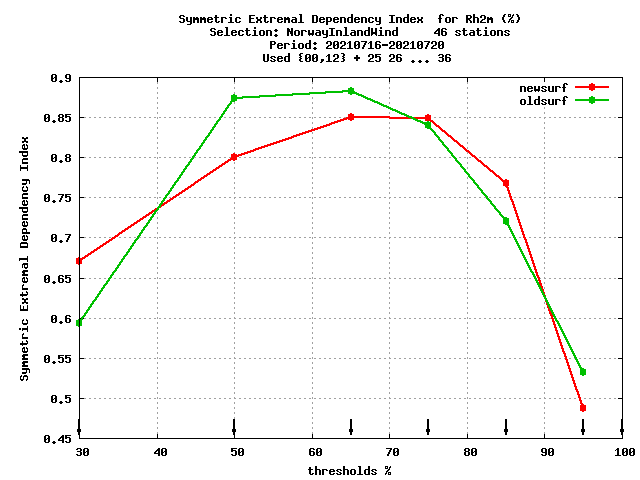 Symmetric Extremal Dependency Index  for Rh2m (%)
Selection: NorwayInlandWind     46 stations
Period: 20210716-20210720
Used {00,12} + 25 26 ... 36
newsurf
oldsurf
0.9
0.85
0.8
0.75
0.7
0.65
0.6
0.55
0.5
0.45
Symmetric Extremal Dependency Index
30 40 50 60 70 80 90 100
thresholds %